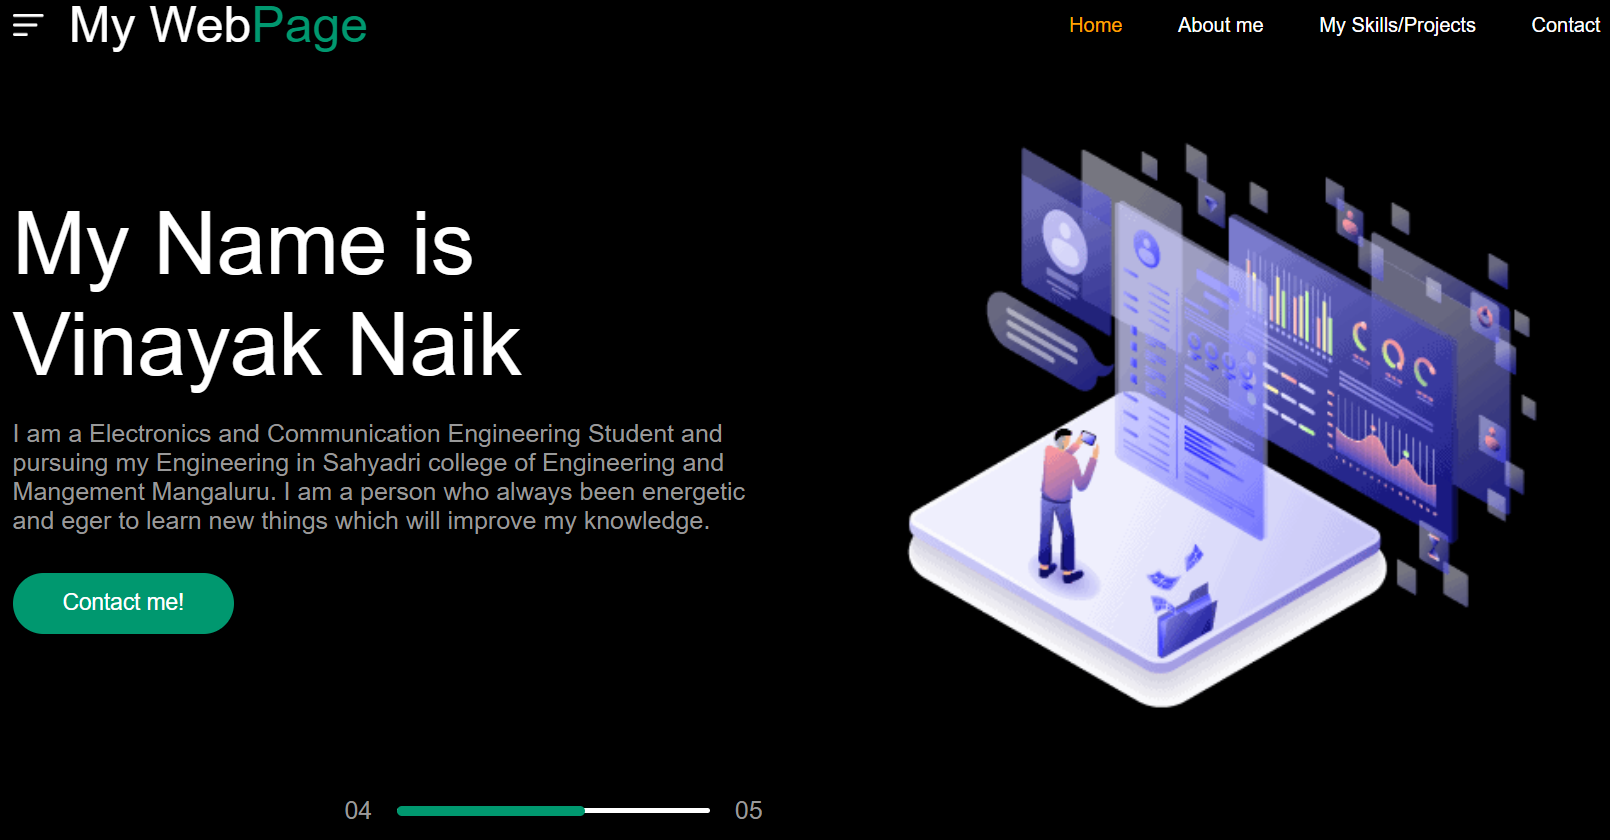 My WebPage
Home
About me
My Skills/Projects
Contact
My Name is
Vinayak Naik
I am a Electronics and Communication Engineering Student and
pursuing my Engineering in Sahyadri college of Engineering and
Mangement Mangaluru. I am a person who always been energetic
and eger to learn new things which will improve my knowledge.
Contact me!
04
05